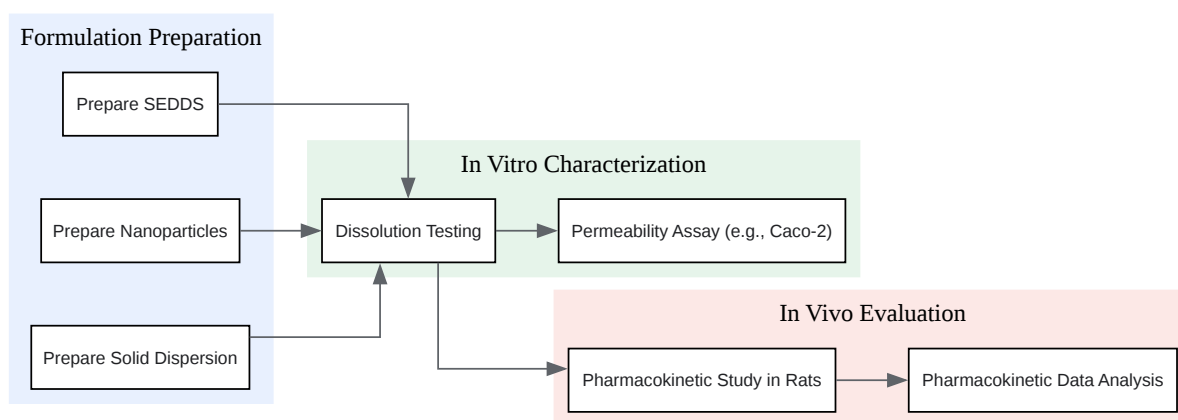 Formulation Preparation
Prepare SEDDS
Prepare Nanoparticles
Prepare Solid Dispersion
In Vitro Characterization
Dissolution Testing
Permeability Assay (e.g., Caco-2)
In Vivo Evaluation
Pharmacokinetic Study in Rats
Pharmacokinetic Data Analysis